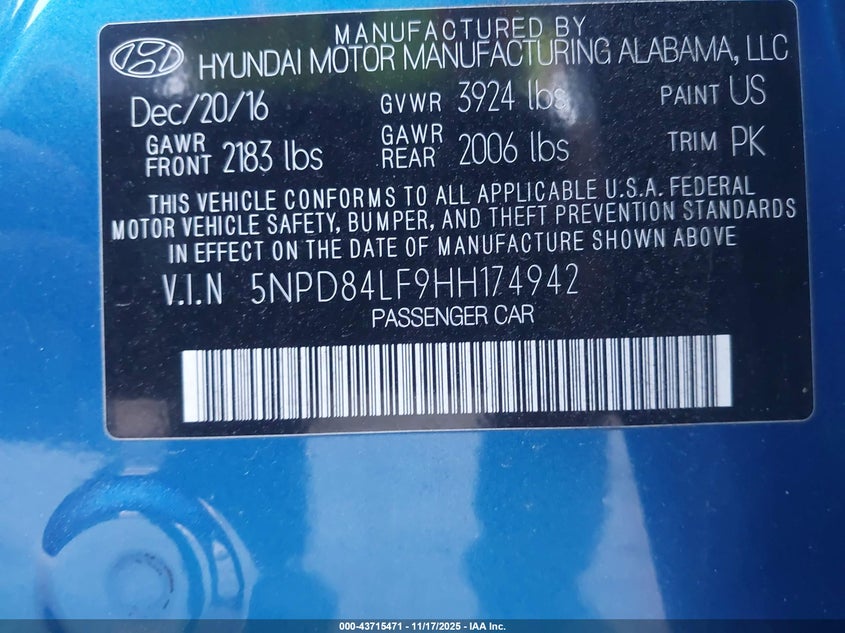 MANUFACTURED BY
HYUNDAI MOTOR MANUFACTURING ALABAMA, LLC
Dec/20/16 GVWR 3924 lbs PAINT US
GAWR FRONT 2183 lbs GAWR REAR 2006 lbs TRIM PK
THIS VEHICLE CONFORMS TO ALL APPLICABLE U.S.A. FEDERAL
MOTOR VEHICLE SAFETY, BUMPER, AND THEFT PREVENTION STANDARDS
IN EFFECT ON THE DATE OF MANUFACTURE SHOWN ABOVE
V.I.N 5NPD84LF9HH174942
PASSENGER CAR
000-43715471 - 11/17/2025 - IAA Inc.